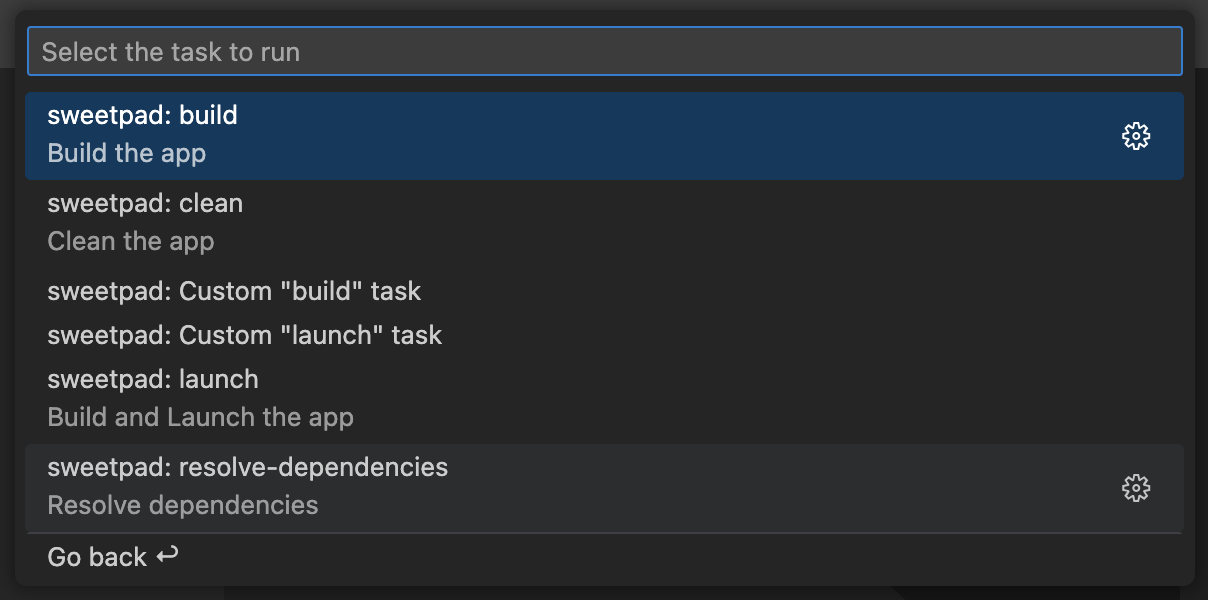 Select the task to run
sweetpad: build
Build the app
sweetpad: clean
Clean the app
sweetpad: Custom "build" task
sweetpad: Custom "launch" task
sweetpad: launch
Build and Launch the app
sweetpad: resolve-dependencies
Resolve dependencies
Go back ↩